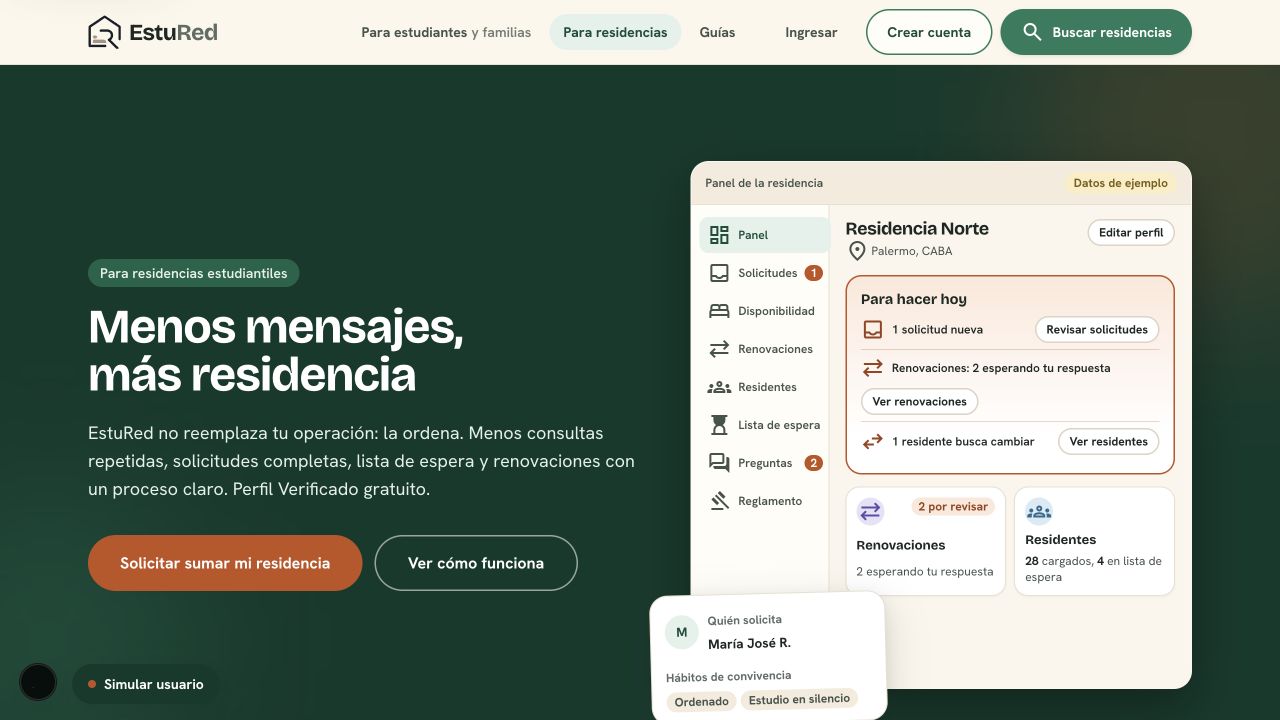 EstuRed
Para estudiantes y familias
Para residencias
Guías
Ingresar
Crear cuenta
Buscar residencias
Para residencias estudiantiles
Menos mensajes,
más residencia
EstuRed no reemplaza tu operación: la ordena. Menos consultas
repetidas, solicitudes completas, lista de espera y renovaciones con
un proceso claro. Perfil Verificado gratuito.
Solicitar sumar mi residencia
Ver cómo funciona
Simular usuario
Panel de la residencia
Datos de ejemplo
Panel
Solicitudes 1
Disponibilidad
Renovaciones
Residentes
Lista de espera
Preguntas 2
Reglamento
Residencia Norte
Palermo, CABA
Editar perfil
Para hacer hoy
1 solicitud nueva
Revisar solicitudes
Renovaciones: 2 esperando tu respuesta
Ver renovaciones
1 residente busca cambiar
Ver residentes
2 por revisar
Renovaciones
2 esperando tu respuesta
Residentes
28 cargados, 4 en lista de
espera
M
Quién solicita
María José R.
Hábitos de convivencia
Ordenado
Estudio en silencio